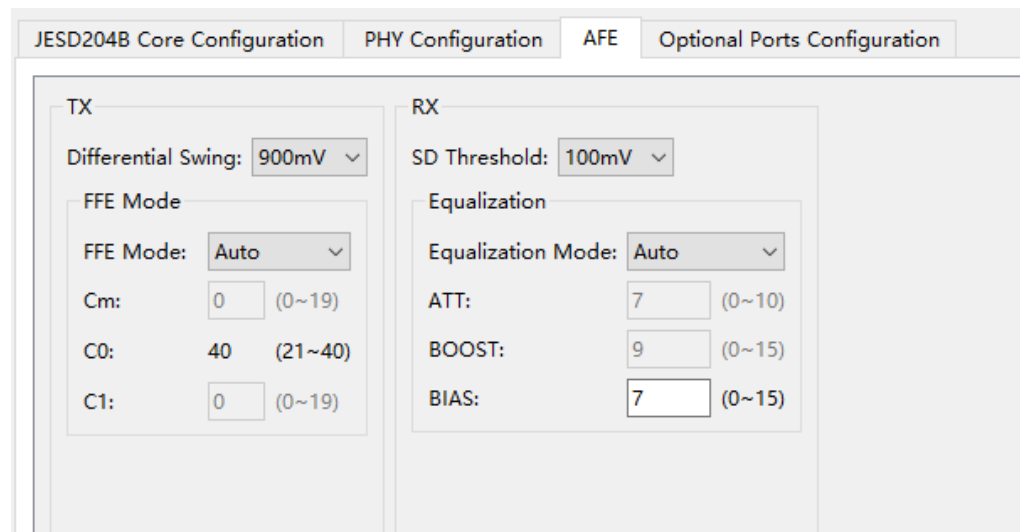 JESD204B Core Configuration PHY Configuration AFE Optional Ports Configuration
TX
Differential Swing: 900mV
FFE Mode
FFE Mode: Auto
Cm: 0 (0~19)
C0: 40 (21~40)
C1: 0 (0~19)
RX
SD Threshold: 100mV
Equalization
Equalization Mode: Auto
ATT: 7 (0~10)
BOOST: 9 (0~15)
BIAS: 7 (0~15)